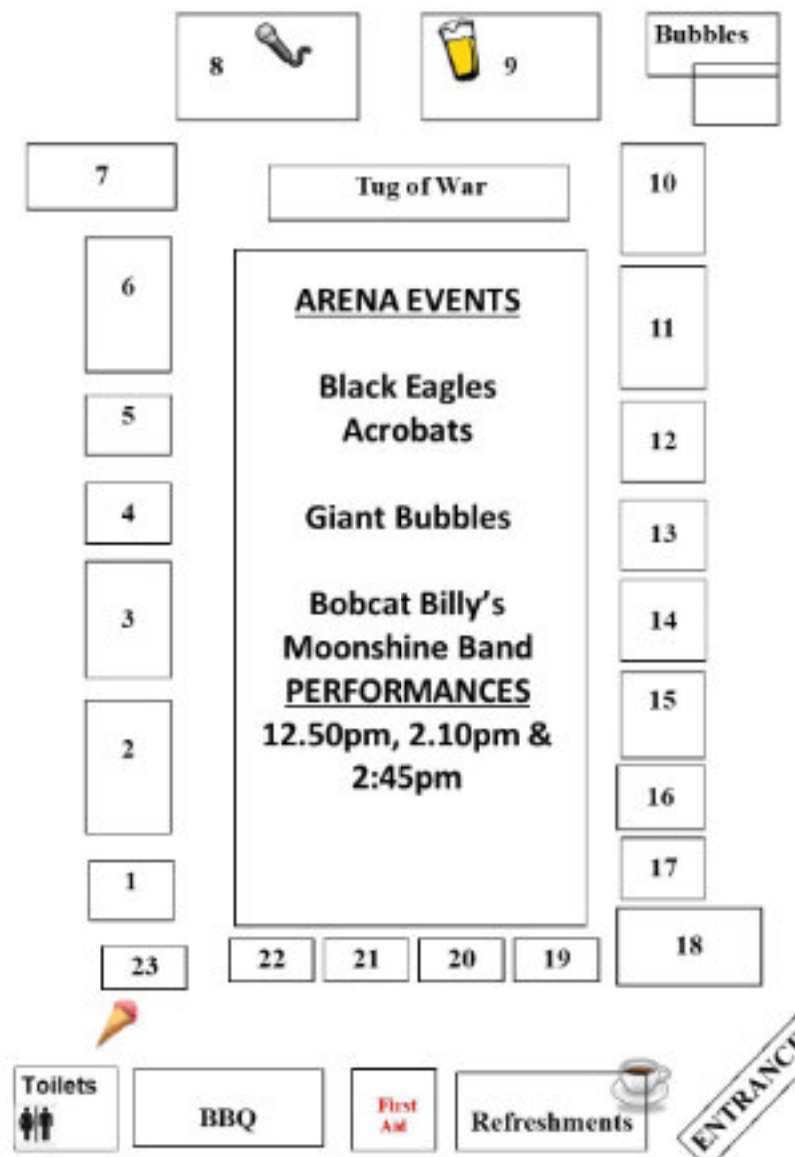 8
9
Bubbles
7
Tug of War
10
6
ARENA EVENTS
11
Black Eagles
Acrobats
5
12
4
Giant Bubbles
13
3
Bobcat Billy's
14
Moonshine Band
PERFORMANCES
15
2
12.50pm, 2.10pm &
2:45pm
16
1
17
23
22
21
20
19
18
Toilets
BBQ
First
Aid
Refreshments
ENTRANCE